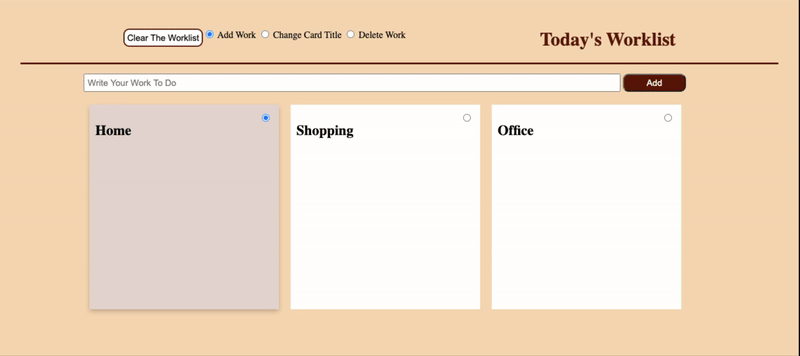 Clear The Worklist Add Work Change Card Title Delete Work
Today's Worklist
Write Your Work To Do Add
Home
Shopping
Office